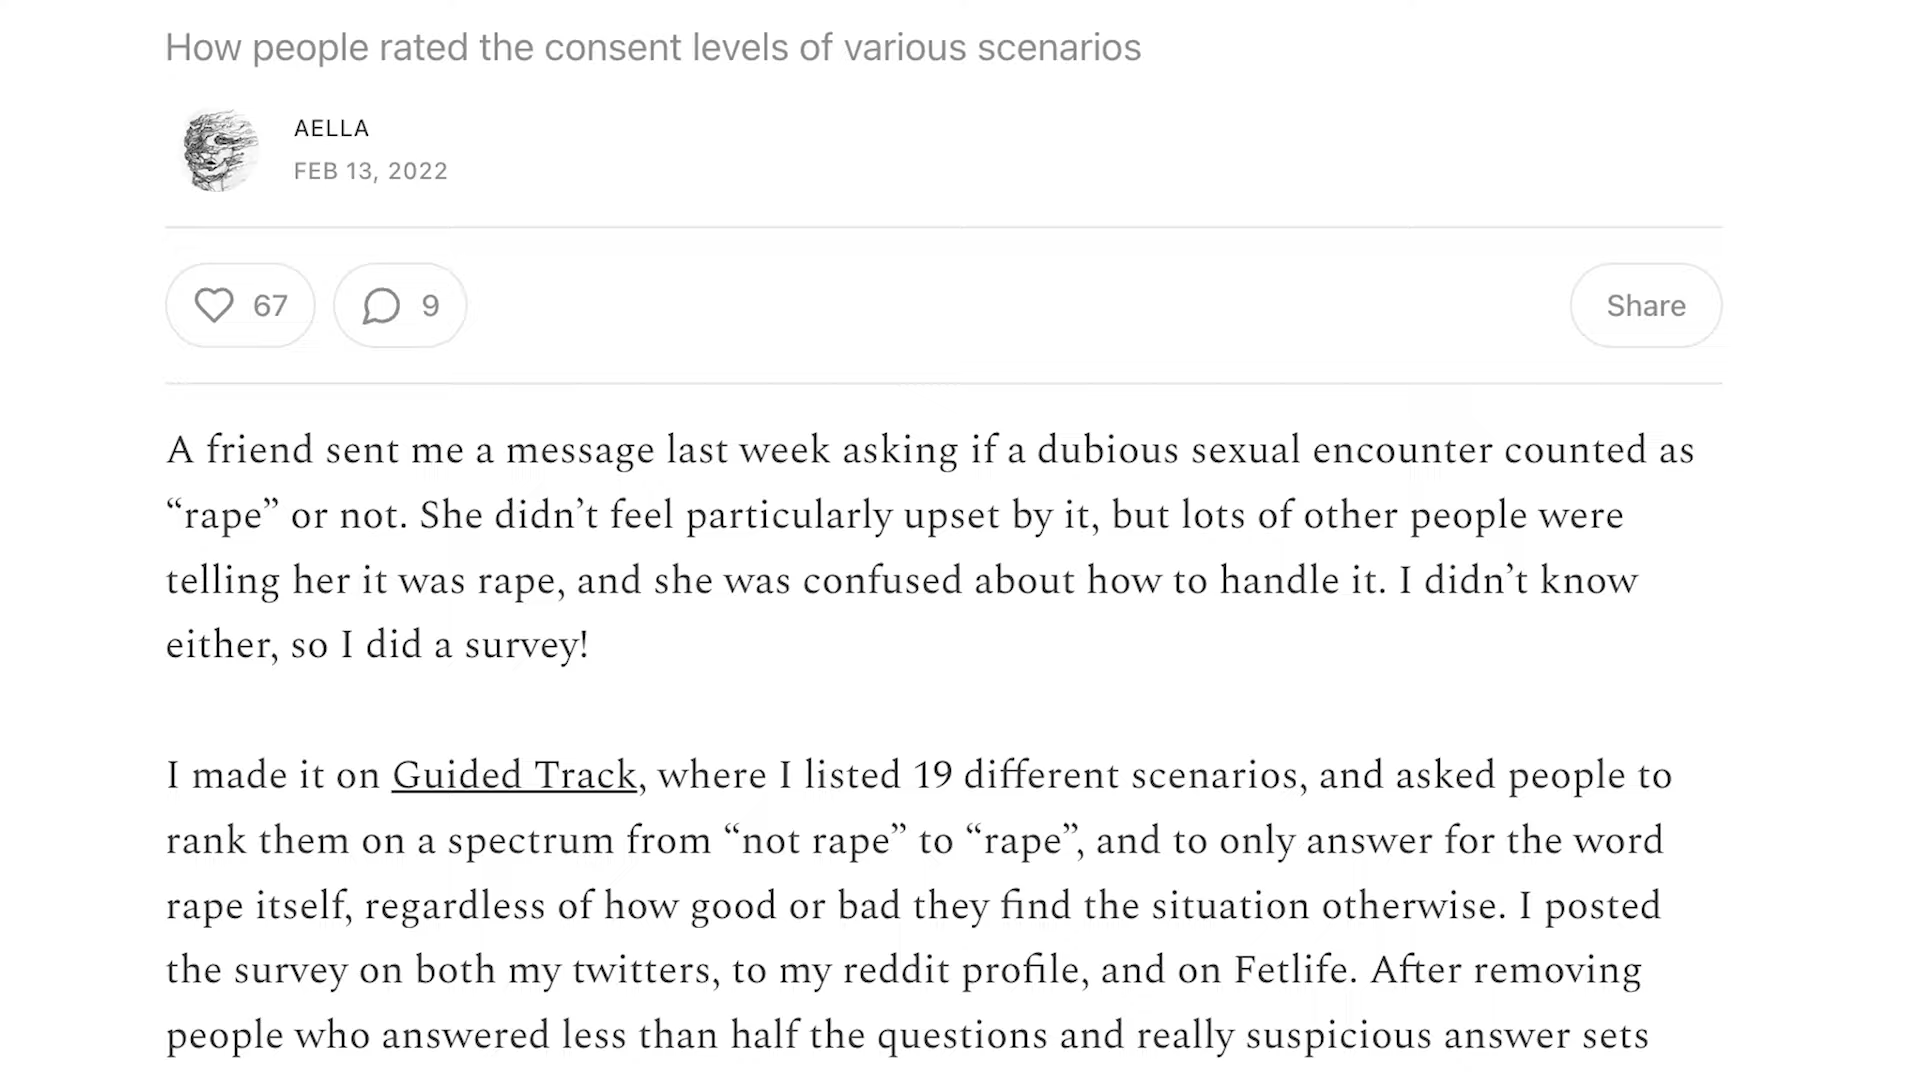 How people rated the consent levels of various scenarios
AELLA
FEB 13, 2022
67
9
Share
A friend sent me a message last week asking if a dubious sexual encounter counted as
“rape” or not. She didn’t feel particularly upset by it, but lots of other people were
telling her it was rape, and she was confused about how to handle it. I didn’t know
either, so I did a survey!
I made it on Guided Track, where I listed 19 different scenarios, and asked people to
rank them on a spectrum from “not rape” to “rape”, and to only answer for the word
rape itself, regardless of how good or bad they find the situation otherwise. I posted
the survey on both my twitters, to my reddit profile, and on Fetlife. After removing
people who answered less than half the questions and really suspicious answer sets